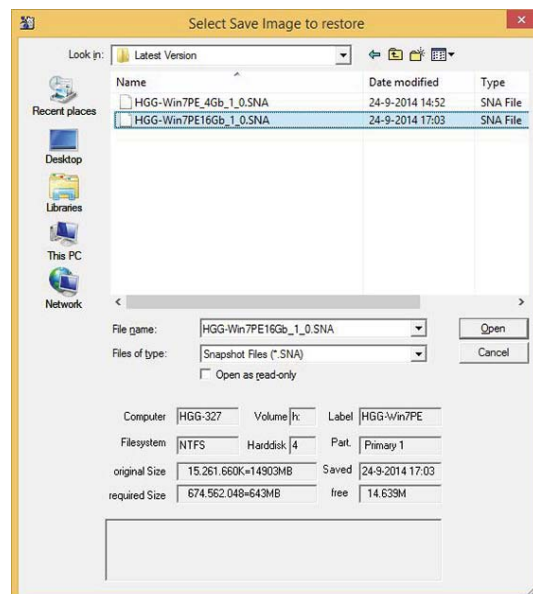 Select Save Image to restore
Look in: Latest Version
Name Date modified Type
HGG-Win7PE_4Gb_1_0.SNA 24-9-2014 14:52 SNA File
HGG-Win7PE16Gb_1_0.SNA 24-9-2014 17:03 SNA File
Recent places
Desktop
Libraries
This PC
Network
File name: HGG-Win7PE16Gb_1_0.SNA Open
Files of type: Snapshot Files (*.SNA) Cancel
Open as read-only
Computer HGG-327 Volume h: Label HGG-Win7PE
Filesystem NTFS Harddisk 4 Part. Primary 1
original Size 15.261.660K=14903MB Saved 24-9-2014 17:03
required Size 674.562.048=643MB free 14.639M